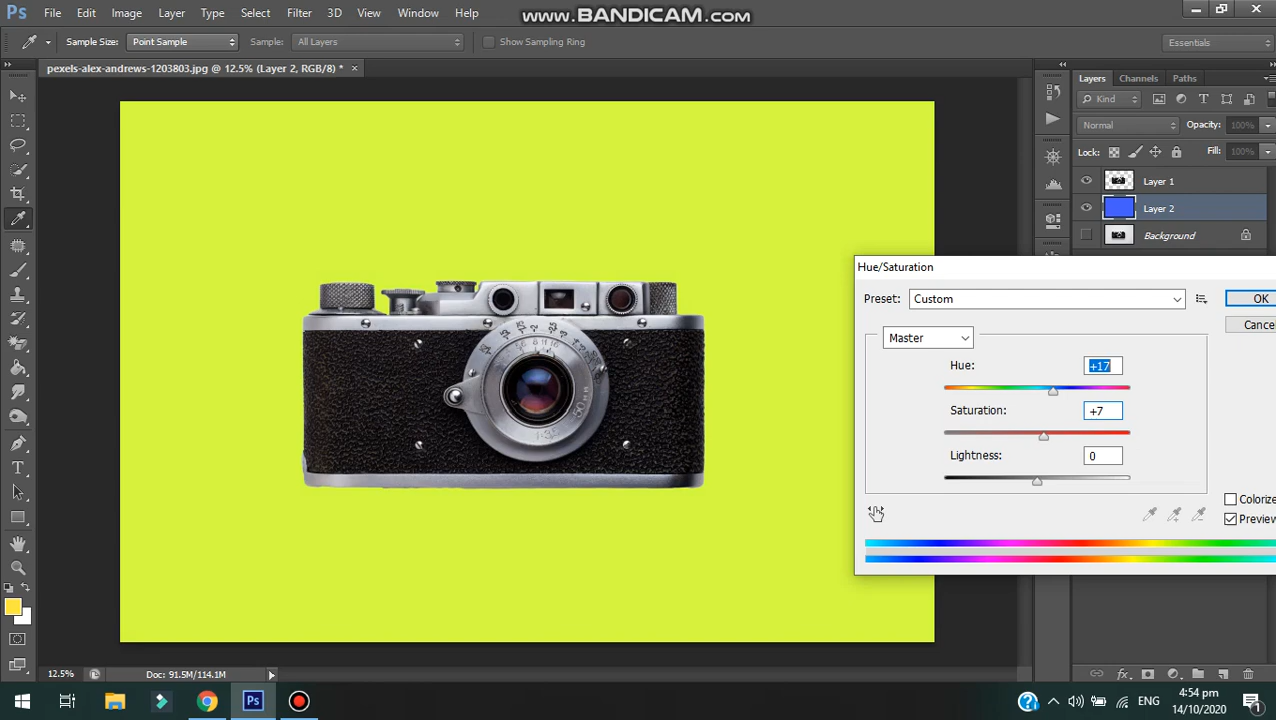 Ps File Edit Image Layer Type Select Filter 3D View Window Help
www.BANDICAM.com
Sample Size: Point Sample Sample: All Layers Show Sampling Ring Essentials
pexels-alex-andrews-1203803.jpg @ 12.5% (Layer 2, RGB/8) * ×
Layers Channels Paths
Kind
Normal Opacity: 100%
Lock: Fill: 100%
Layer 1
Layer 2
Background
Hue/Saturation
Preset: Custom OK
Master Cance
Hue: +17
Saturation: +7
Lightness: 0
Colorize
Preview
12.5% Doc: 91.5M/114.1M
Ps ENG 4:54 pm
14/10/2020 1